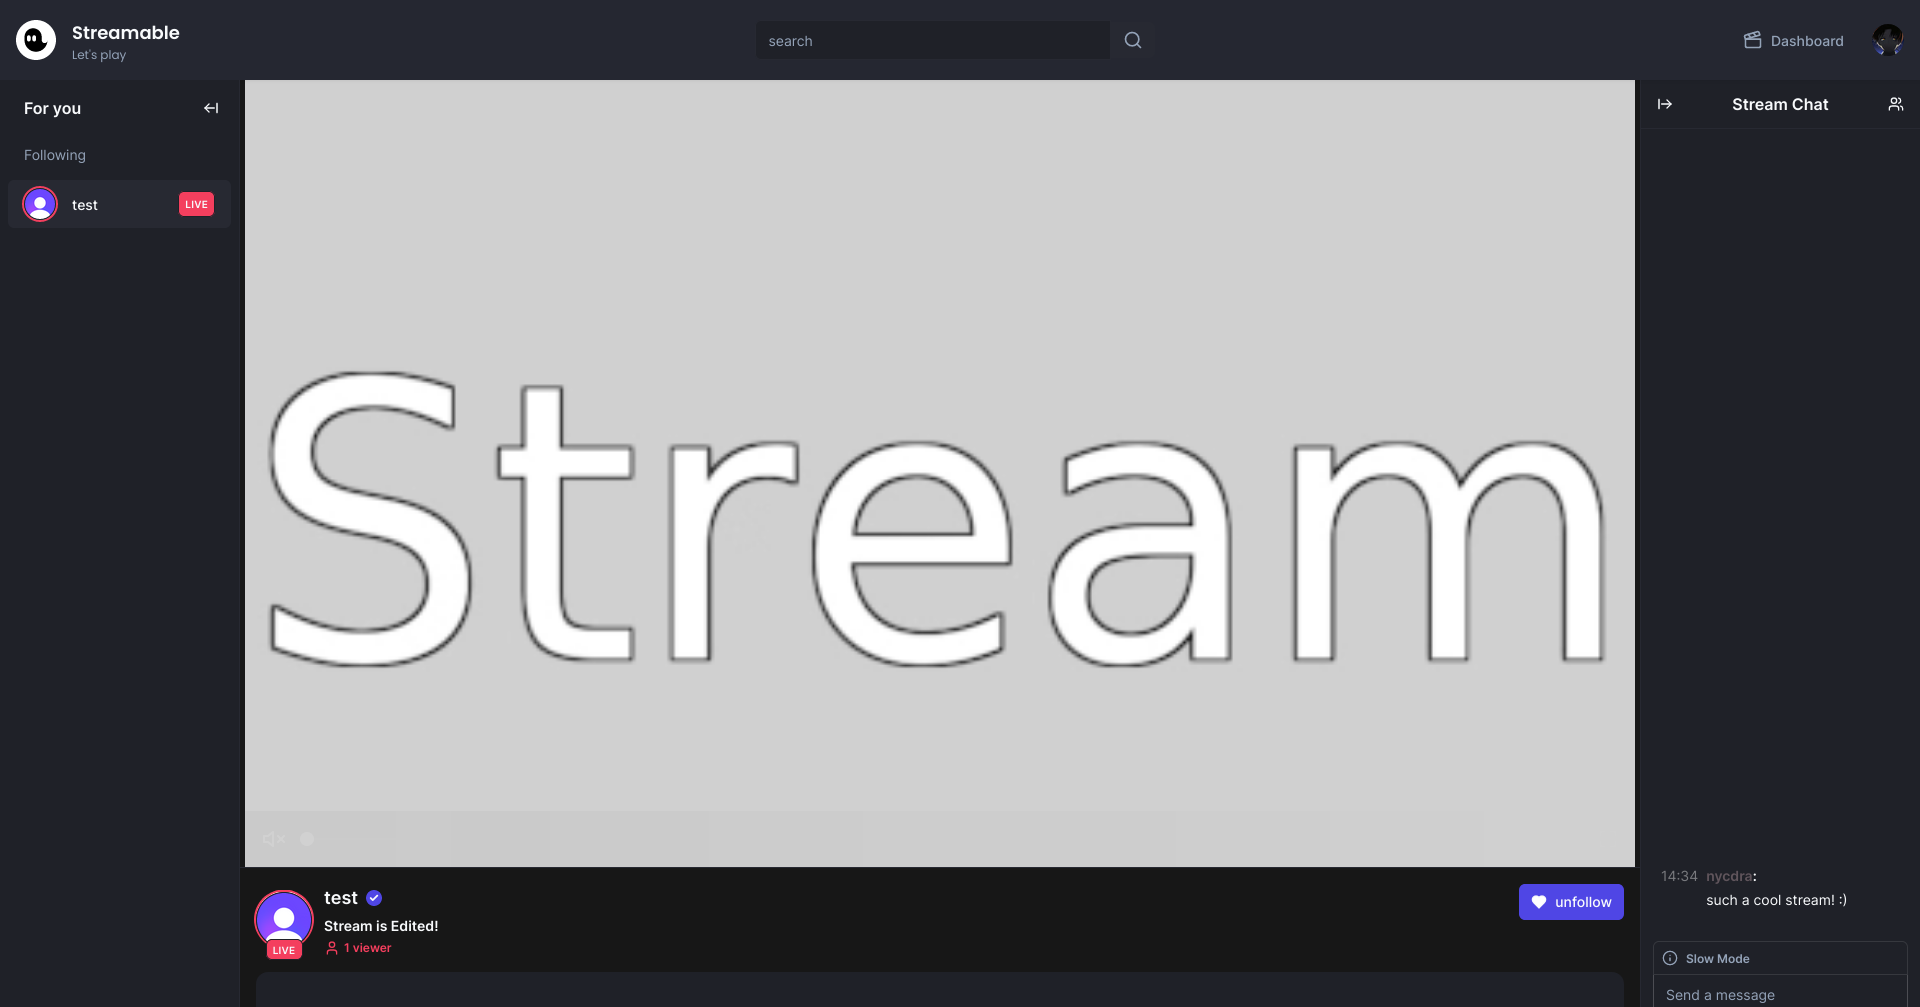 Streamable
Let's play
search
Dashboard
For you
Following
test
LIVE
Stream
test
Stream is Edited!
1 viewer
LIVE
unfollow
Stream Chat
14:34 nycdra:
such a cool stream! :)
Slow Mode
Send a message